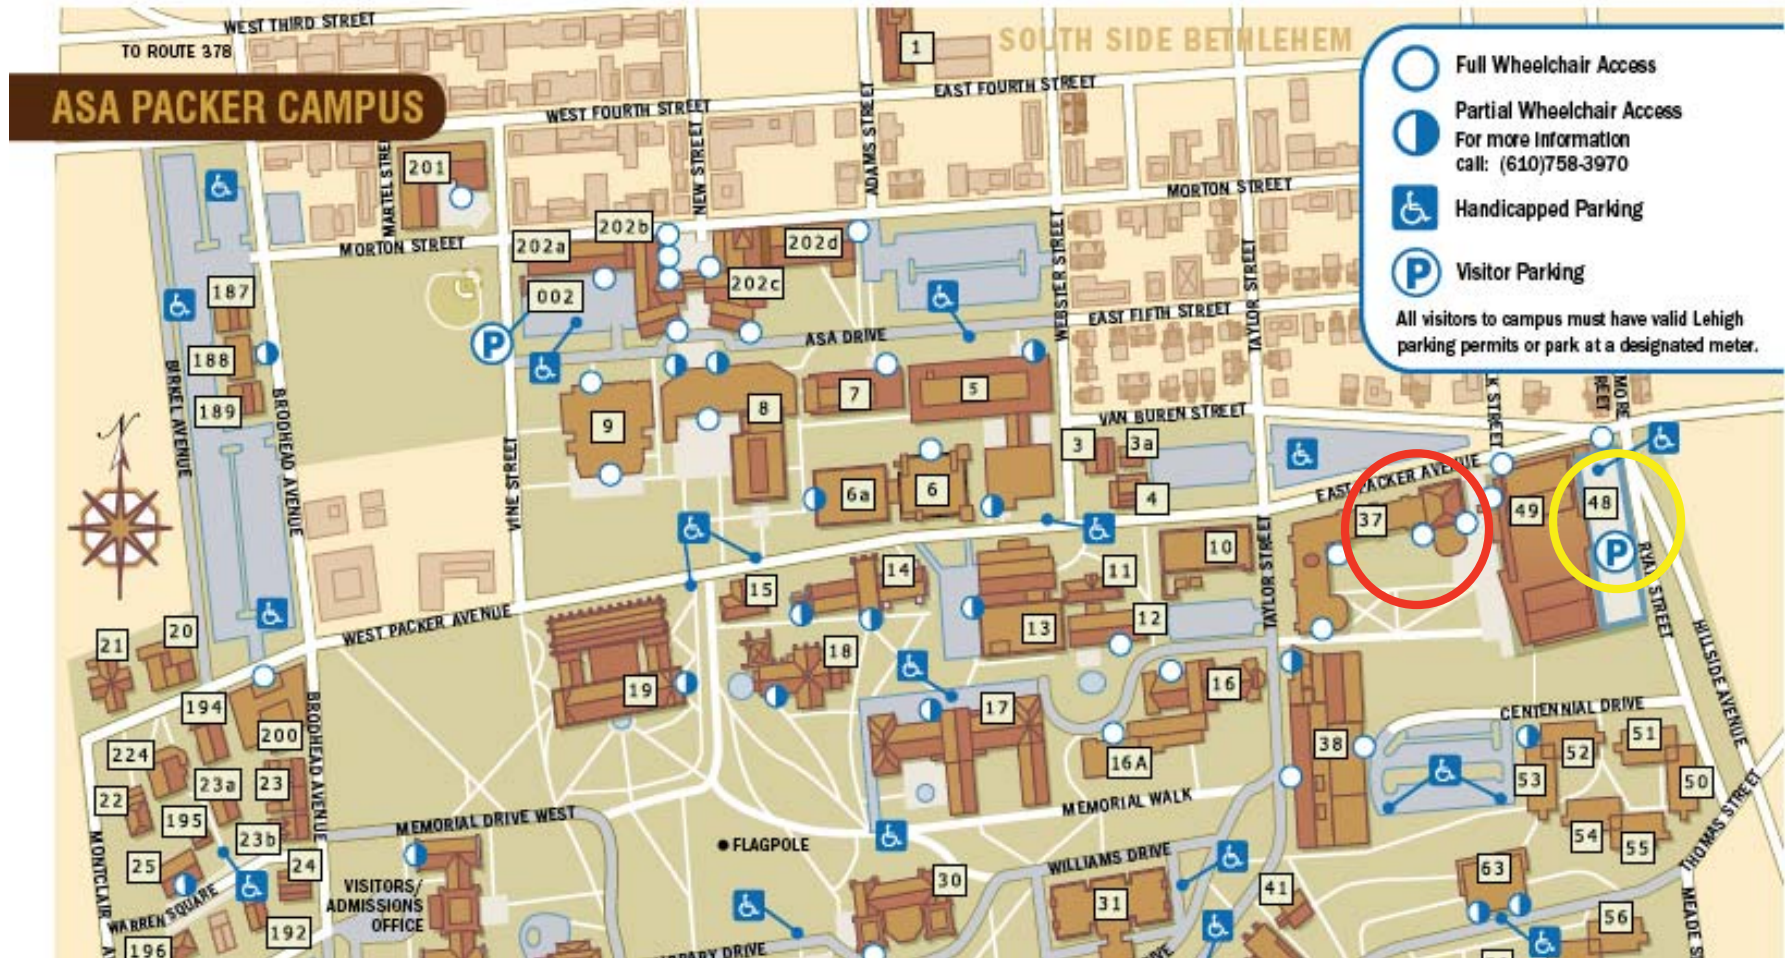 WEST THIRD STREET
TO ROUTE 378
ASA PACKER CAMPUS
SOUTH SIDE BETHLEHEM
1
WEST FOURTH STREET
EAST FOURTH STREET
ADAMS STREET
NEW STREET
MORTON STREET
MORTON STREET
201
202a
202b
202c
202d
002
P
ASA DRIVE
WEBSTER STREET
TAYLOR STREET
EAST FIFTH STREET
VAN BUREN STREET
Full Wheelchair Access
Partial Wheelchair Access
For more Information
call: (610)758-3970
Handicapped Parking
P
Visitor Parking
All visitors to campus must have valid Lehigh
parking permits or park at a designated meter.
187
188
189
BIRKEL AVENUE
BRODHEAD AVENUE
VINE STREET
N
9
8
7
5
3
3a
4
6a
6
EAST PACKER AVENUE
37
49
48
P
RYAN STREET
HILLSIDE AVENUE
TAYLOR STREET
10
11
12
13
14
15
WEST PACKER AVENUE
16
16A
17
18
19
20
21
194
200
224
22
23a
23
195
23b
24
25
BRODHEAD AVENUE
WARREN SQUARE
192
196
MEMORIAL DRIVE WEST
VISITORS/
ADMISSIONS
OFFICE
FLAGPOLE
MEMORIAL WALK
WILLIAMS DRIVE
30
31
38
41
CENTENNIAL DRIVE
50
51
52
53
54
55
56
63
THOMAS STREET